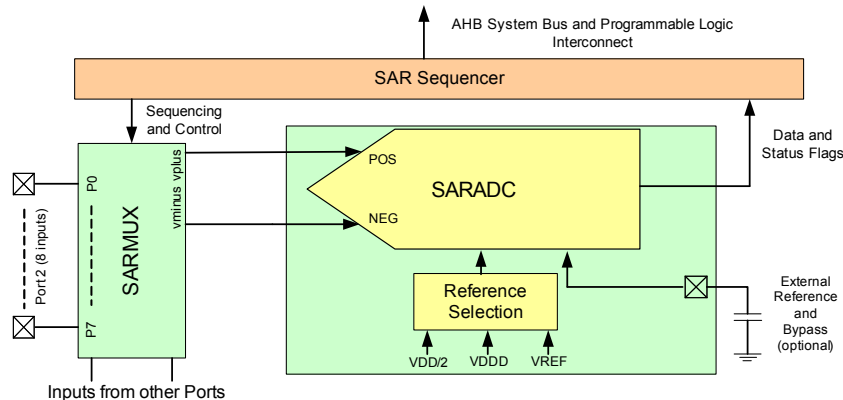 AHB System Bus and Programmable Logic
Interconnect
SAR Sequencer
Sequencing
and Control
Data and
Status Flags
vminus vplus
POS
NEG
SARADC
P0
P7
Port 2 (8 inputs)
SARMUX
Reference
Selection
VDD/2
VDDD
VREF
External
Reference
and
Bypass
(optional)
Inputs from other Ports